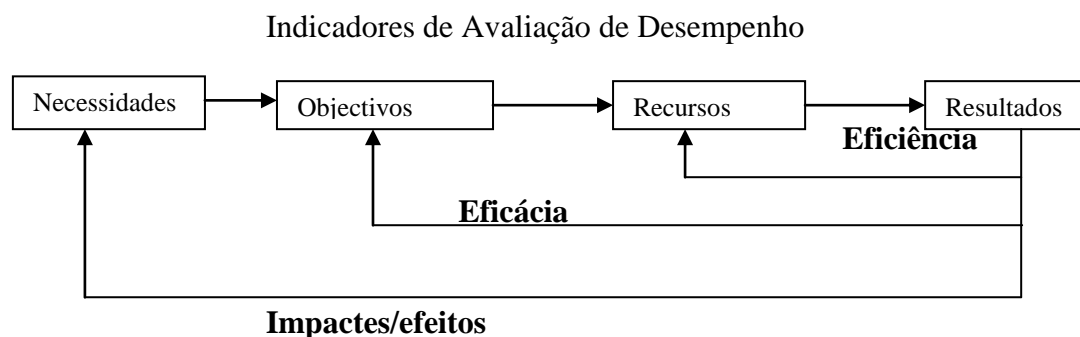 Indicadores de Avaliação de Desempenho
Necessidades
Objectivos
Recursos
Resultados
Eficiência
Eficácia
Impactes/efeitos